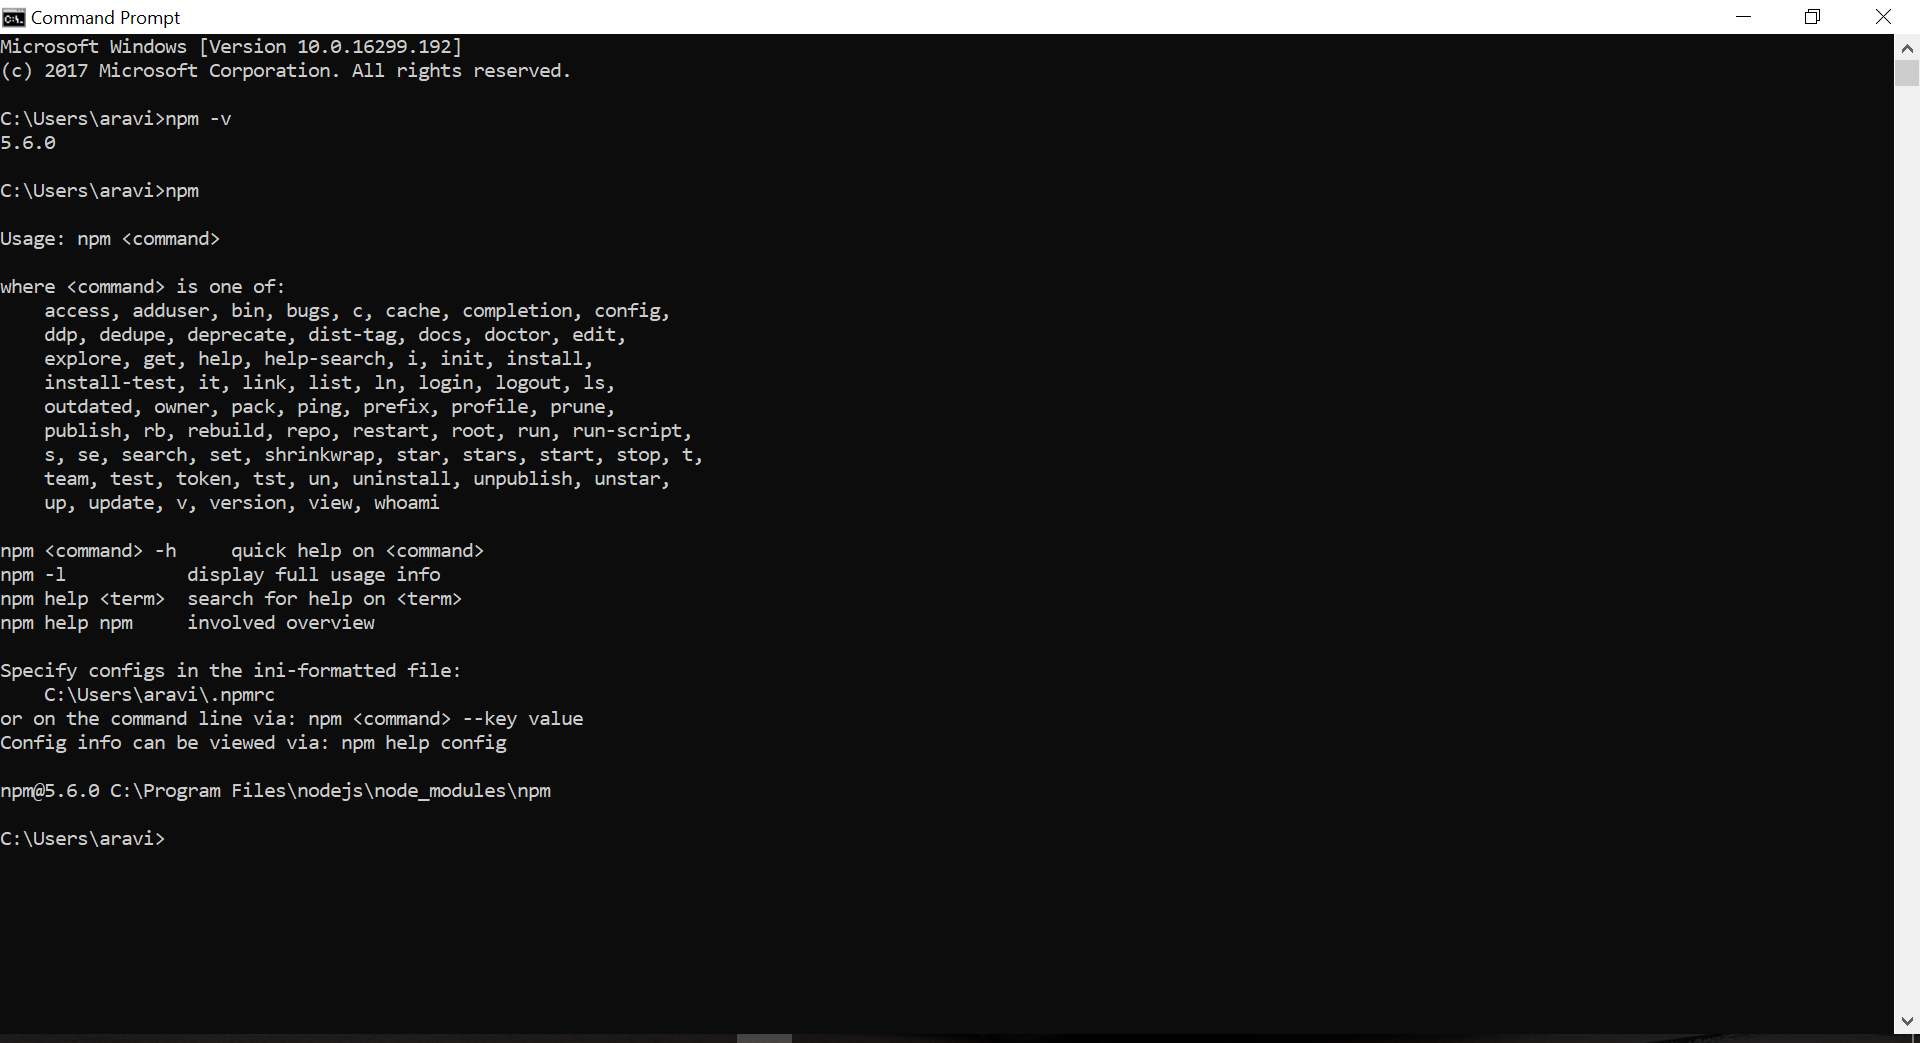 Command Prompt
Microsoft Windows [Version 10.0.16299.192]
(c) 2017 Microsoft Corporation. All rights reserved.
C:\Users\aravi>npm -v
5.6.0
C:\Users\aravi>npm
Usage: npm <command>
where <command> is one of:
    access, adduser, bin, bugs, c, cache, completion, config,
    ddp, dedupe, deprecate, dist-tag, docs, doctor, edit,
    explore, get, help, help-search, i, init, install,
    install-test, it, link, list, ln, login, logout, ls,
    outdated, owner, pack, ping, prefix, profile, prune,
    publish, rb, rebuild, repo, restart, root, run, run-script,
    s, se, search, set, shrinkwrap, star, stars, start, stop, t,
    team, test, token, tst, un, uninstall, unpublish, unstar,
    up, update, v, version, view, whoami
npm <command> -h     quick help on <command>
npm -l           display full usage info
npm help <term>  search for help on <term>
npm help npm     involved overview
Specify configs in the ini-formatted file:
    C:\Users\aravi\.npmrc
or on the command line via: npm <command> --key value
Config info can be viewed via: npm help config
npm@5.6.0 C:\Program Files\nodejs\node_modules\npm
C:\Users\aravi>